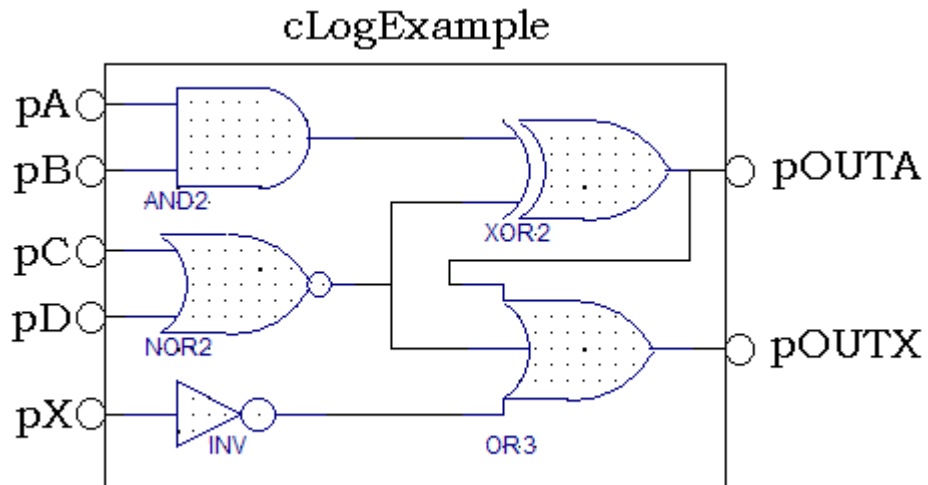 cLogExample
pA
pB
AND2
XOR2
pOUTA
pC
pD
NOR2
pOUTX
pX
INV
OR3